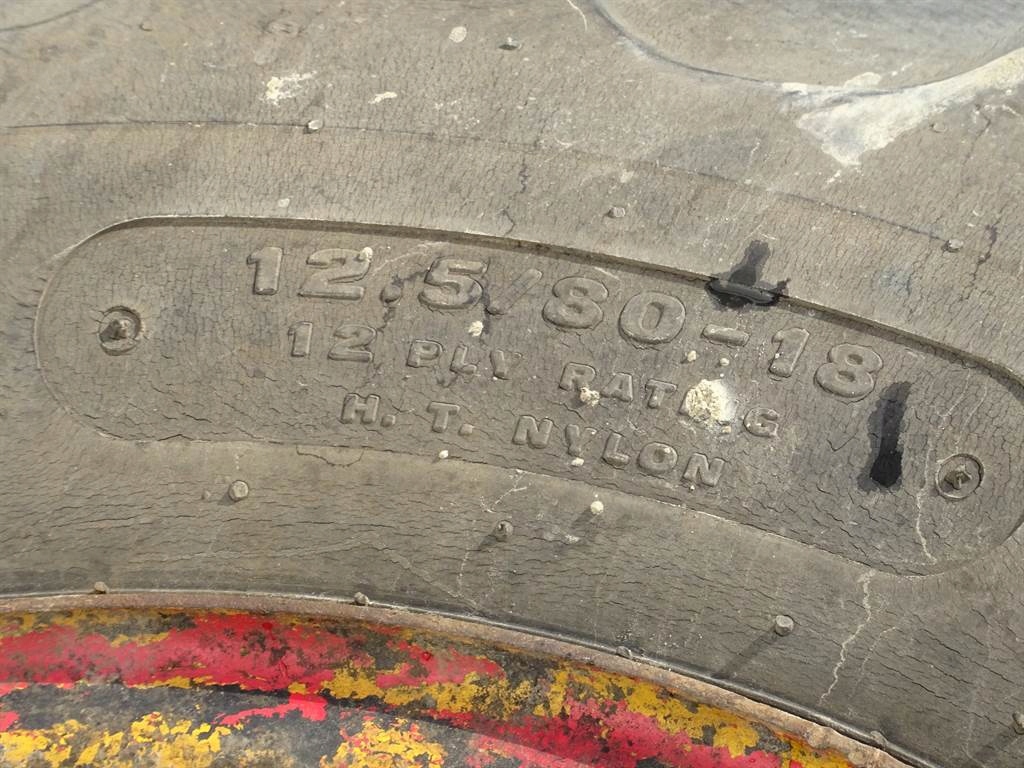 12.5/80-18
12 PLY RATING
H. T. NYLON